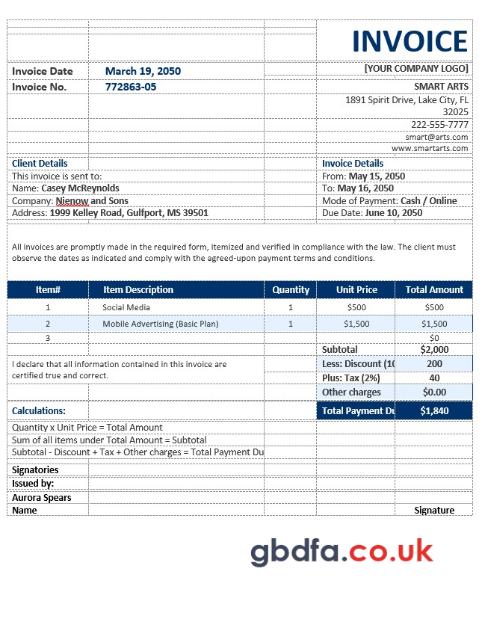 INVOICE
Invoice Date March 19, 2050 [YOUR COMPANY LOGO]
Invoice No. 772863-05 SMART ARTS
1891 Spirit Drive, Lake City, FL
32025
222-555-7777
smart@arts.com
www.smartarts.com
Client Details Invoice Details
This invoice is sent to: From: May 15, 2050
Name: Casey McReynolds To: May 16, 2050
Company: Nienow and Sons Mode of Payment: Cash / Online
Address: 1999 Kelley Road, Gulfport, MS 39501 Due Date: June 10, 2050
All invoices are promptly made in the required form, itemized and verified in compliance with the law. The client must
observe the dates as indicated and comply with the agreed-upon payment terms and conditions.
Item# Item Description Quantity Unit Price Total Amount
1 Social Media 1 $500 $500
2 Mobile Advertising (Basic Plan) 1 $1,500 $1,500
3 $0
Subtotal $2,000
I declare that all information contained in this invoice are
certified true and correct.
Less: Discount (10 200
Plus: Tax (2%) 40
Other charges $0.00
Calculations: Total Payment Du $1,840
Quantity x Unit Price = Total Amount
Sum of all items under Total Amount = Subtotal
Subtotal - Discount + Tax + Other charges = Total Payment Du
Signatories
Issued by:
Aurora Spears
Name Signature
gbdfa.co.uk